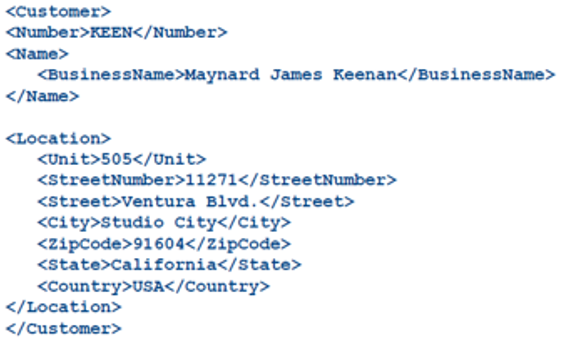 <Customer>
<Number>KEEN</Number>
<Name>
<BusinessName>Maynard James Keenan</BusinessName>
</Name>
<Location>
<Unit>505</Unit>
<StreetNumber>11271</StreetNumber>
<Street>Ventura Blvd.</Street>
<City>Studio City</City>
<ZipCode>91604</ZipCode>
<State>California</State>
<Country>USA</Country>
</Location>
</Customer>